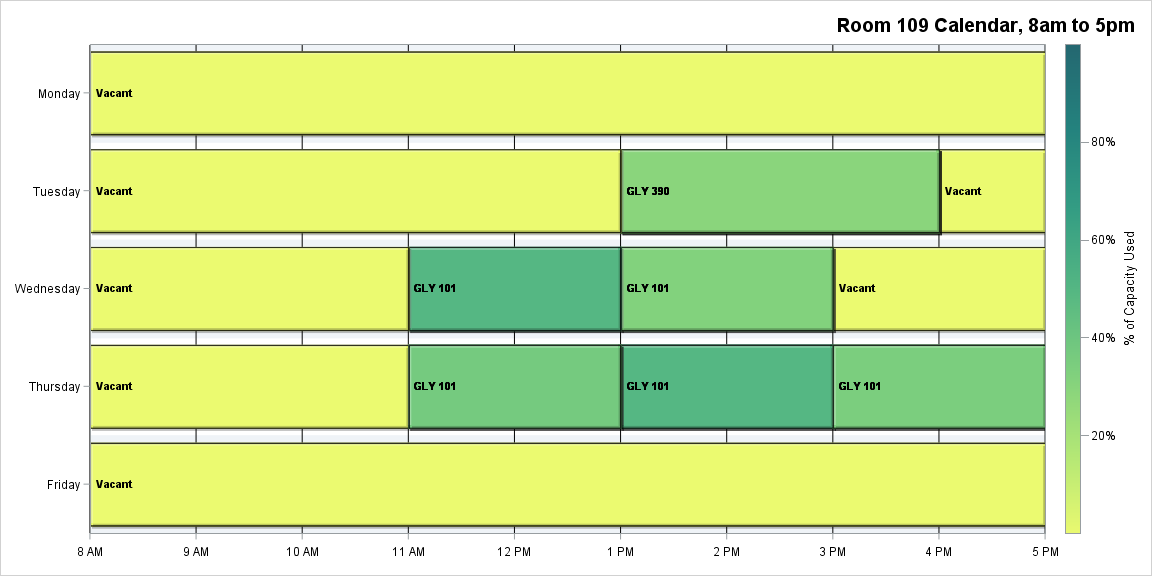 Room 109 Calendar, 8am to 5pm
Monday
Vacant
80%
Tuesday
Vacant
GLY 390
Vacant
60%
Wednesday
Vacant
GLY 101
GLY 101
Vacant
% of Capacity Used
40%
Thursday
Vacant
GLY 101
GLY 101
GLY 101
20%
Friday
Vacant
8 AM
9 AM
10 AM
11 AM
12 PM
1 PM
2 PM
3 PM
4 PM
5 PM